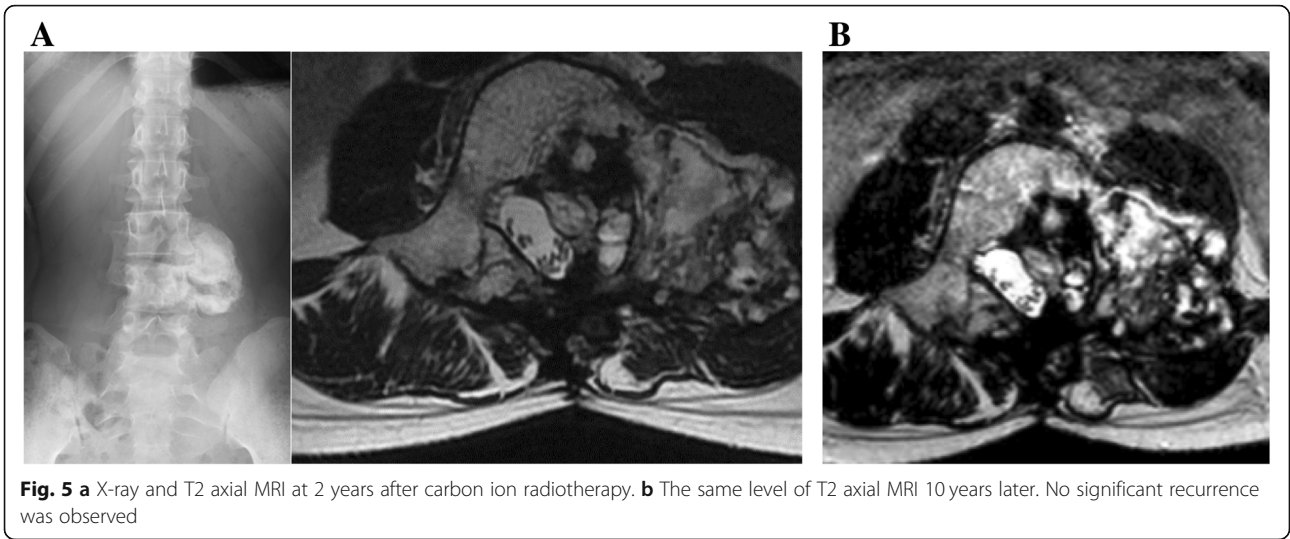 A
B
Fig. 5 a X-ray and T2 axial MRI at 2 years after carbon ion radiotherapy. b The same level of T2 axial MRI 10 years later. No significant recurrence
was observed